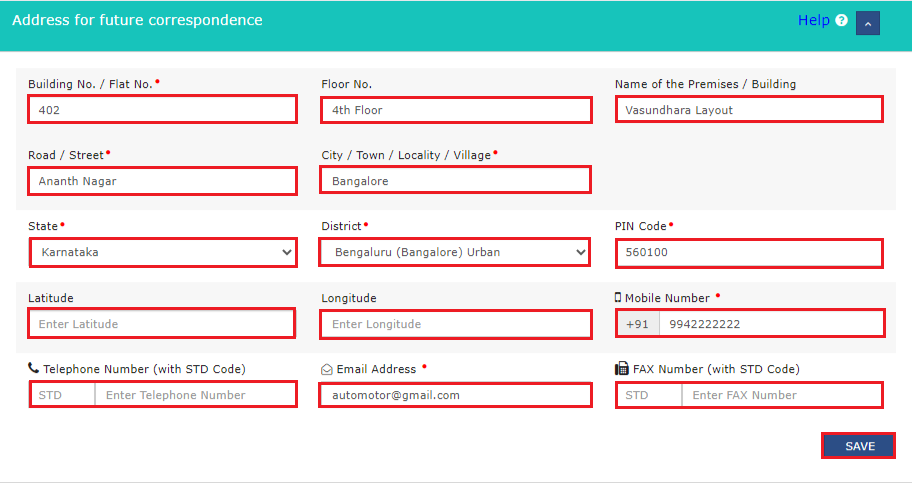 Address for future correspondence Help ?
Building No. / Flat No.• Floor No. Name of the Premises / Building
402 4th Floor Vasundhara Layout
Road / Street• City / Town / Locality / Village•
Ananth Nagar Bangalore
State• District• PIN Code•
Karnataka Bengaluru (Bangalore) Urban 560100
Latitude Longitude Mobile Number •
Enter Latitude Enter Longitude +91 9942222222
Telephone Number (with STD Code) Email Address • FAX Number (with STD Code)
STD Enter Telephone Number automotor@gmail.com STD Enter FAX Number
SAVE